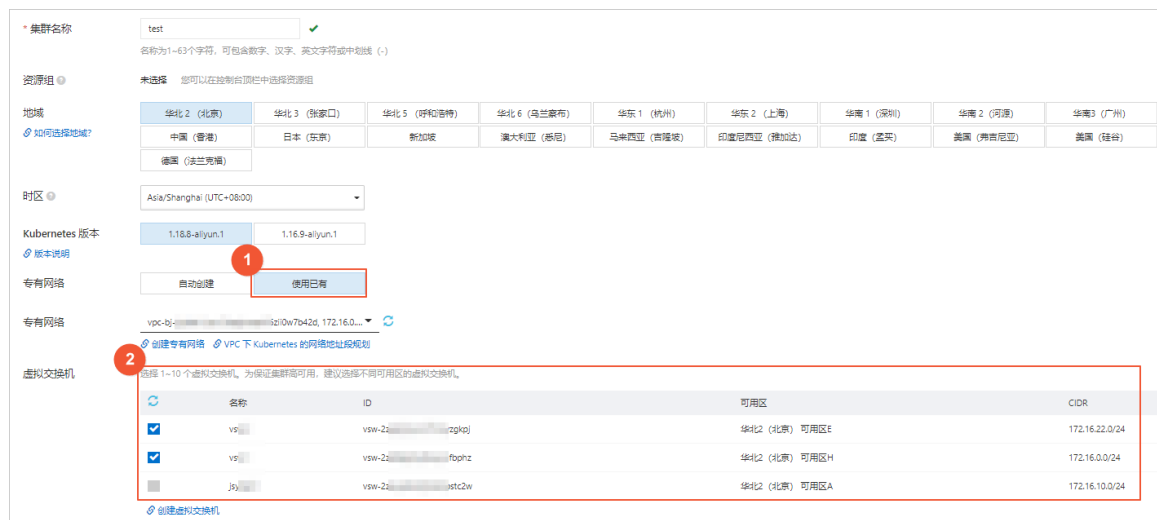 * 集群名称 test
名称为1~63个字符，可包含数字、汉字、英文字符或中划线 (-)
资源组 未选择 您可以在控制台顶栏中选择资源组
地域 华北 2 （北京） 华北 3 （张家口） 华北 5 （呼和浩特） 华北 6 （乌兰察布） 华东 1 （杭州） 华东 2 （上海） 华南 1 （深圳） 华南 2 （河源） 华南3 （广州）
如何选择地域? 中国 （香港） 日本 （东京） 新加坡 澳大利亚 （悉尼） 马来西亚 （吉隆坡） 印度尼西亚 （雅加达） 印度 （孟买） 美国 （弗吉尼亚） 美国 （硅谷）
德国 （法兰克福）
时区 Asia/Shanghai (UTC+08:00)
Kubernetes 版本 1.18.8-aliyun.1 1.16.9-aliyun.1
版本说明
1
专有网络 自动创建 使用已有
专有网络 vpc-bj- 5zii0w7b42d, 172.16.0....
创建专有网络 VPC 下 Kubernetes 的网络地址段规划
2
虚拟交换机 选择 1~10 个虚拟交换机。为保证集群高可用，建议选择不同可用区的虚拟交换机。
名称 ID 可用区 CIDR
vsw-2z zgkpj 华北2 （北京） 可用区E 172.16.22.0/24
vsw-2z fbphz 华北2 （北京） 可用区H 172.16.0.0/24
vsw-2z stc2w 华北2 （北京） 可用区A 172.16.10.0/24
创建虚拟交换机